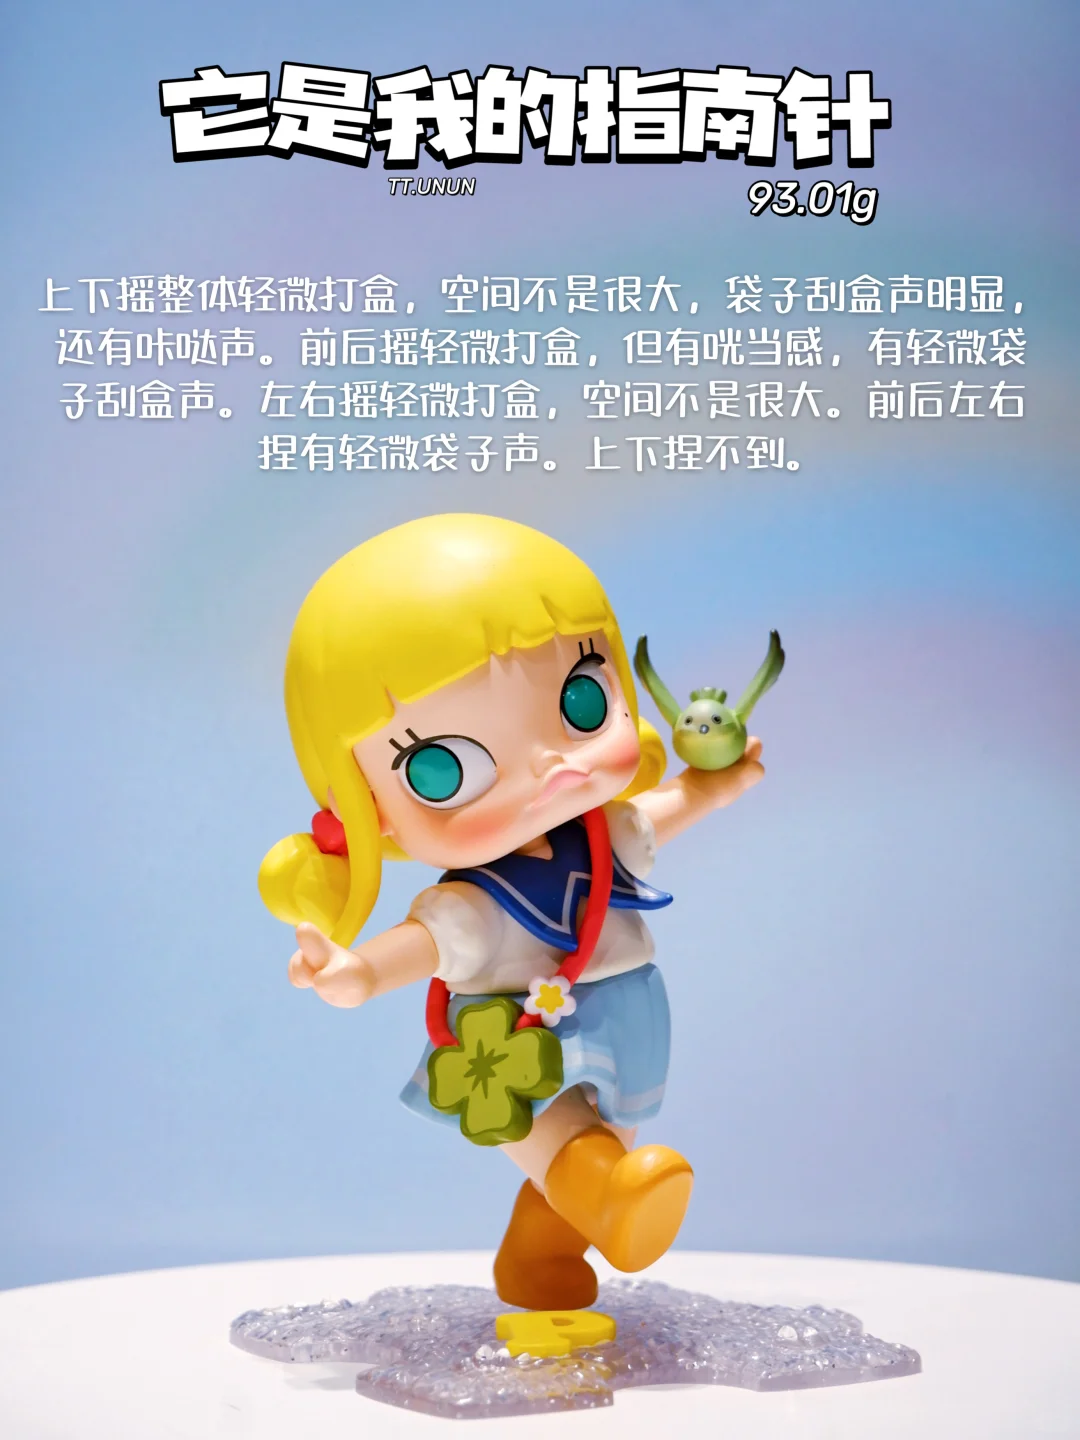 它是我的指南针
TT.UNUN
93.01g
上下摇整体轻微打盒，空间不是很大，袋子刮盒声明显，
还有咔哒声。前后摇轻微打盒，但有咣当感，有轻微袋
子刮盒声。左右摇轻微打盒，空间不是很大。前后左右
捏有轻微袋子声。上下捏不到。